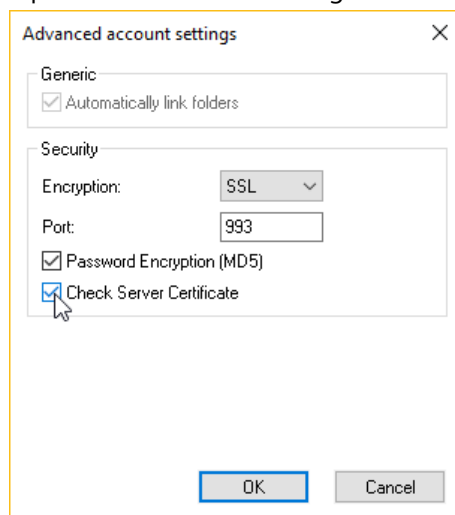 Advanced account settings
Generic
Automatically link folders
Security
Encryption: SSL
Port: 993
Password Encryption (MD5)
Check Server Certificate
OK Cancel